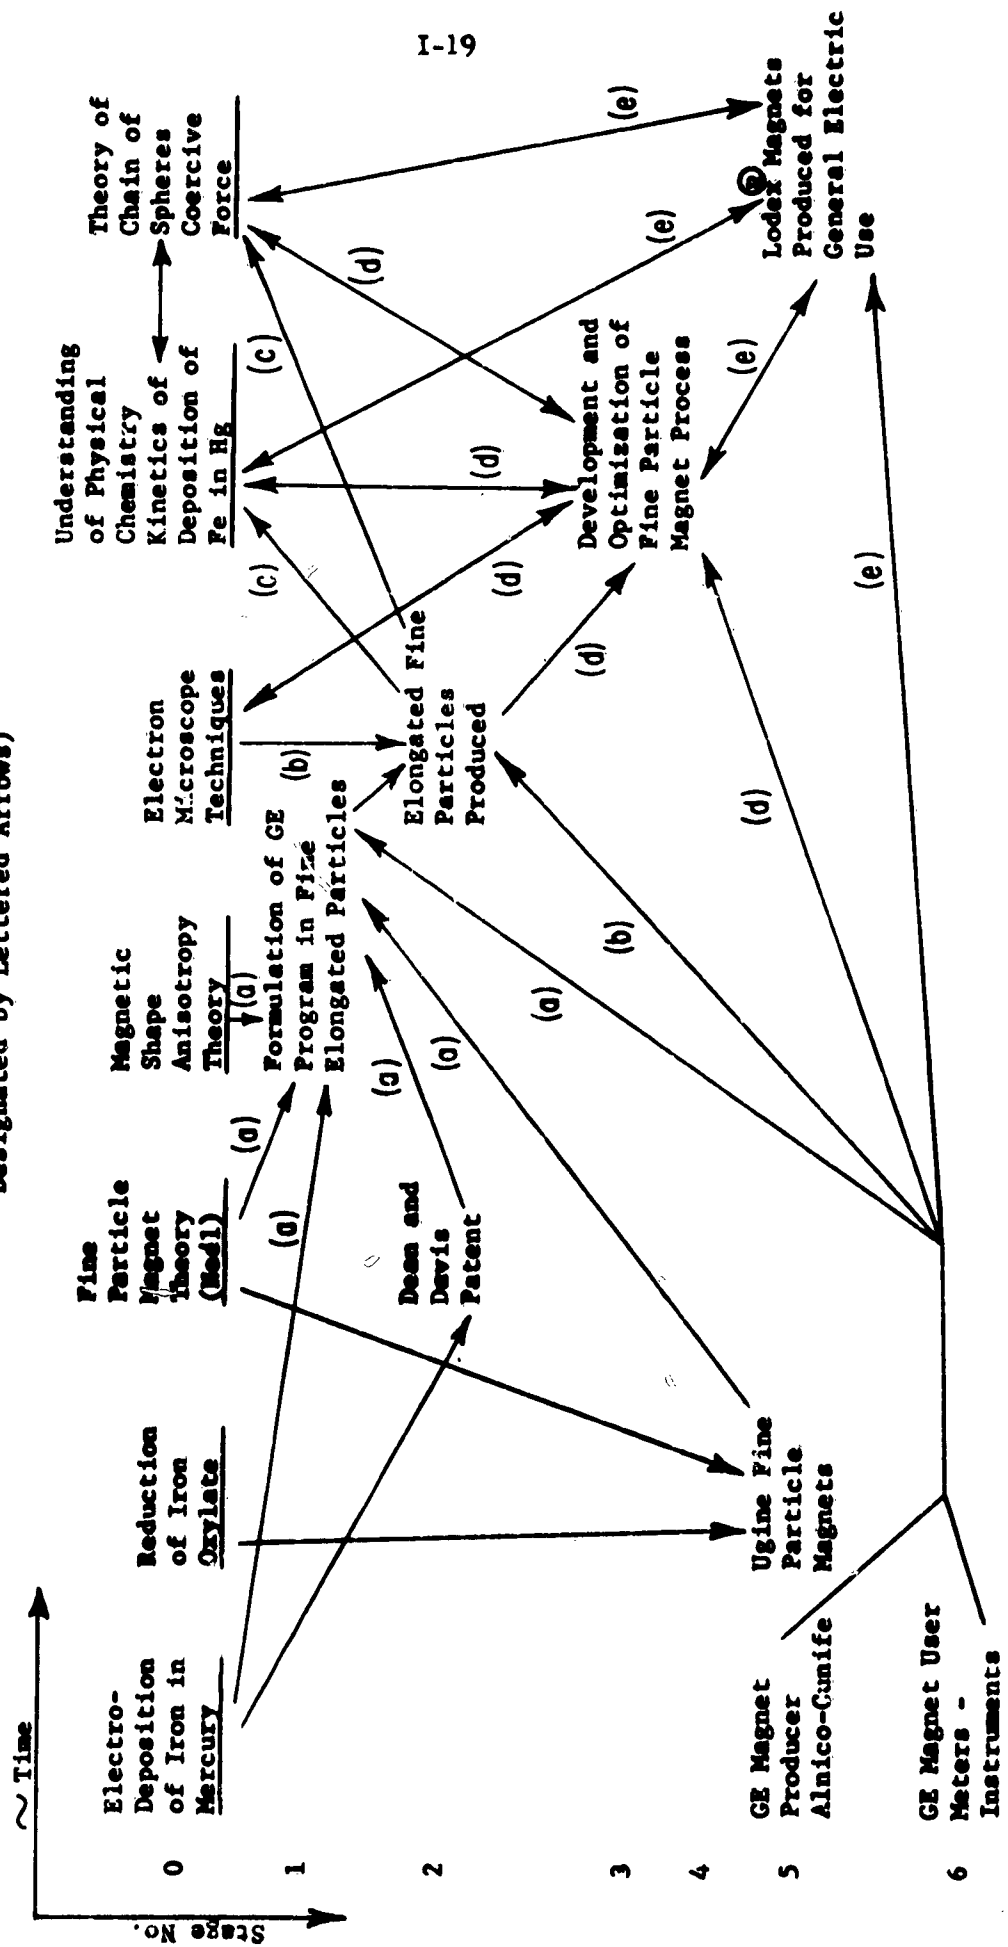 I-19
Designated by Lettered Arrows)
~ Time
Stage No.
0
1
2
3
4
5
6
Electro-
Deposition
of Iron in
Mercury
Reduction
of Iron
Oxylate
Fine
Particle
Magnet
Theory
(Neel)
Magnetic
Shape
Anisotropy
Theory
Electron
Microscope
Techniques
Understanding
of Physical
Chemistry
Kinetics of
Deposition of
Fe in Hg
Theory of
Chain of
Spheres
Coercive
Force
(a)
(a)
(a)
Formulation of GE
Program in Fine
Elongated Particles
(b)
(c)
(c)
Dean and
Davis
Patent
(a)
(a)
(a)
Elongated Fine
Particles
Produced
(b)
(d)
(d)
(d)
(d)
(d)
Development and
Optimization of
Fine Particle
Magnet Process
(e)
(e)
(e)
(e)
Ugine Fine
Particle
Magnets
Lodex Magnets
Produced for
General Electric
Use
GE Magnet
Producer
Alnico-Cunife
GE Magnet User
Meters -
Instruments